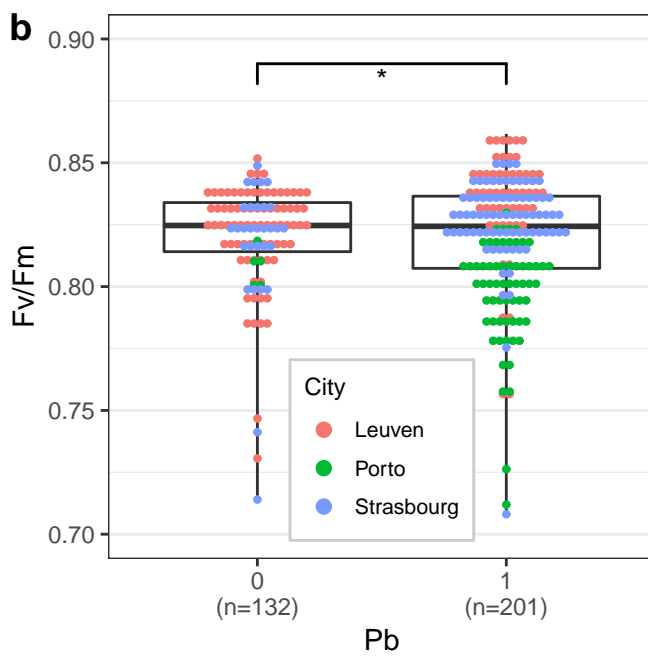 b
0.90
*
0.85
0.80
0.75
0.70
Fv/Fm
City
Leuven
Porto
Strasbourg
0
(n=132)
1
(n=201)
Pb